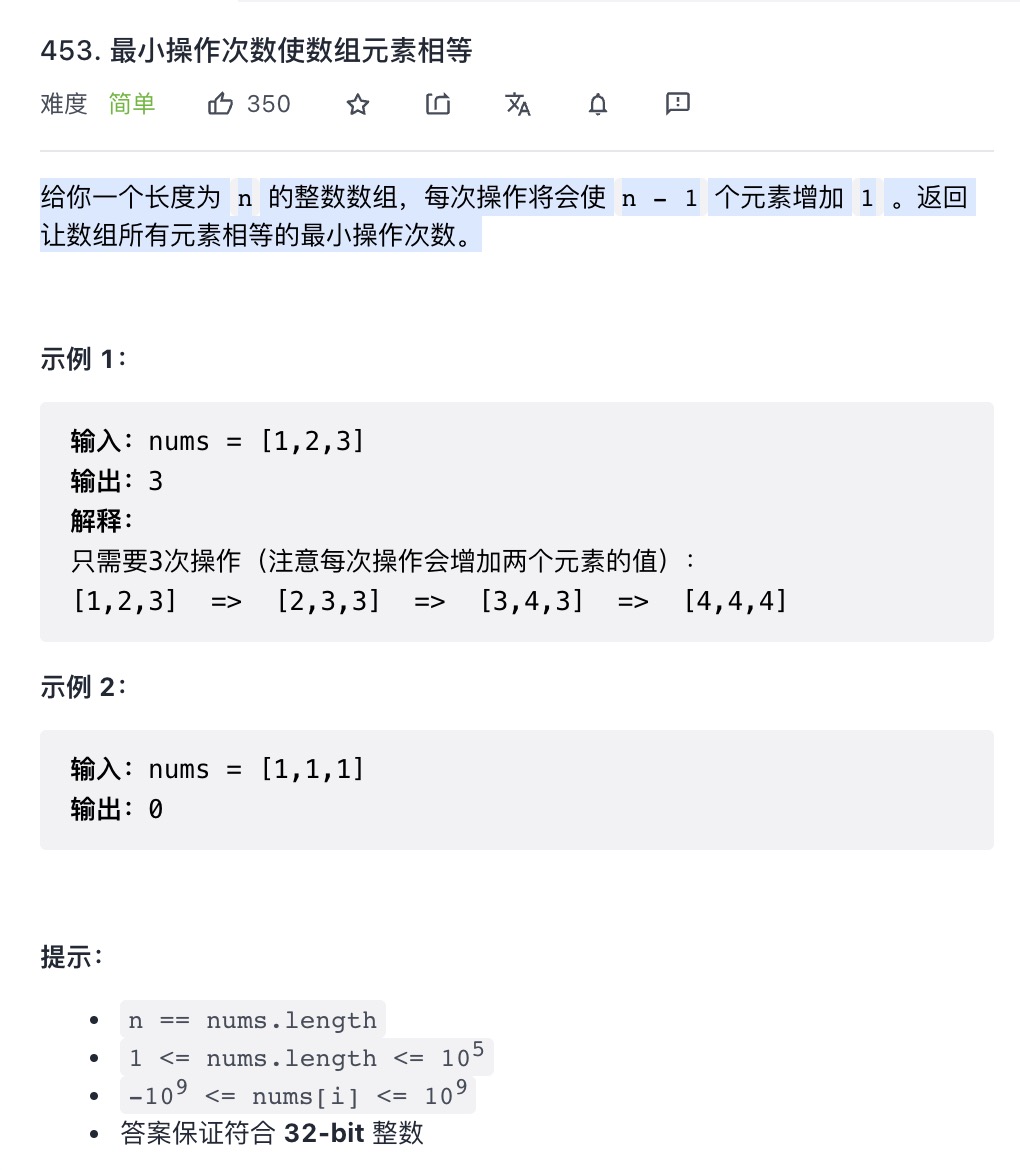 453. 最小操作次数使数组元素相等
难度 简单 350
给你一个长度为 n 的整数数组，每次操作将会使 n - 1 个元素增加 1 。返回
让数组所有元素相等的最小操作次数。
示例 1：
输入：nums = [1,2,3]
输出：3
解释：
只需要3次操作（注意每次操作会增加两个元素的值）：
[1,2,3]  =>  [2,3,3]  =>  [3,4,3]  =>  [4,4,4]
示例 2：
输入：nums = [1,1,1]
输出：0
提示：
• n == nums.length
• 1 <= nums.length <= 10⁵
• -10⁹ <= nums[i] <= 10⁹
• 答案保证符合 32-bit 整数